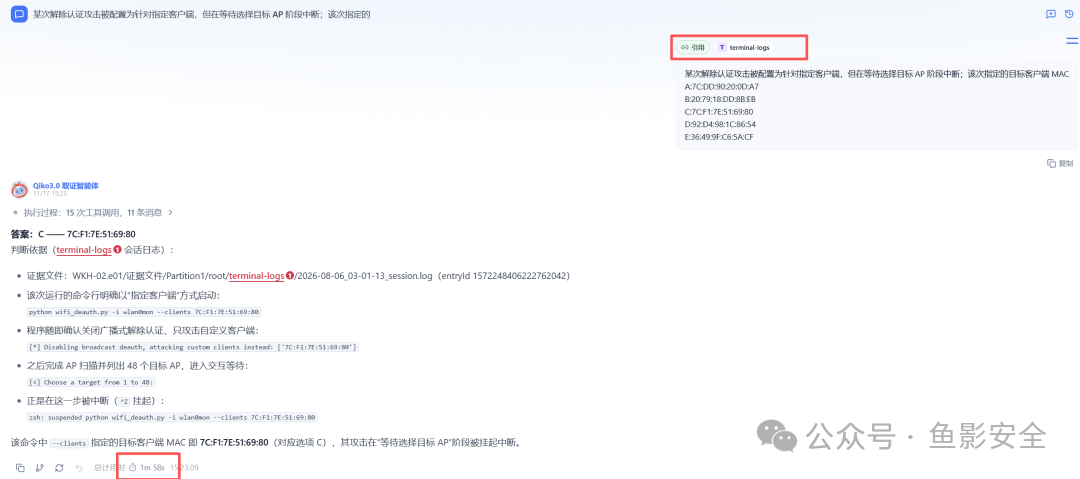 某次解除认证攻击被配置为针对指定客户端，但在等待选择目标 AP 阶段中断；该次指定的
引用 T terminal-logs
某次解除认证攻击被配置为针对指定客户端，但在等待选择目标 AP 阶段中断；该次指定的目标客户端 MAC
A:7C:DD:90:20:0D:A7
B:20:79:18:DD:8B:EB
C:7C:F1:7E:51:69:80
D:92:D4:98:1C:86:54
E:36:49:9F:C6:5A:CF
复制
Qiko3.0 取证智能体
11/17 15:23
执行过程：15 次工具调用，11 条消息
答案：C —— 7C:F1:7E:51:69:80
判断依据（terminal-logs 1 会话日志）：
证据文件：WKH-02.e01/证据文件/Partition1/root/terminal-logs 1/2026-08-06_03-01-13_session.log（entryId 1572248406222762042）
该次运行的命令行明确以“指定客户端”方式启动：
python wifi_deauth.py -i wlan0mon --clients 7C:F1:7E:51:69:80
程序随即确认关闭广播式解除认证、只攻击自定义客户端：
[*] Disabling broadcast deauth, attacking custom clients instead: ['7C:F1:7E:51:69:80']
之后完成 AP 扫描并列出 48 个目标 AP，进入交互等待：
[<] Choose a target from 1 to 48:
正是在这一步被中断（^Z 挂起）：
zsh: suspended python wifi_deauth.py -i wlan0mon --clients 7C:F1:7E:51:69:80
该命令中 --clients 指定的目标客户端 MAC 即 7C:F1:7E:51:69:80（对应选项 C），其攻击在“等待选择目标 AP”阶段被挂起中断。
总计用时 1m 58s 15:23:09
公众号 · 鱼影安全